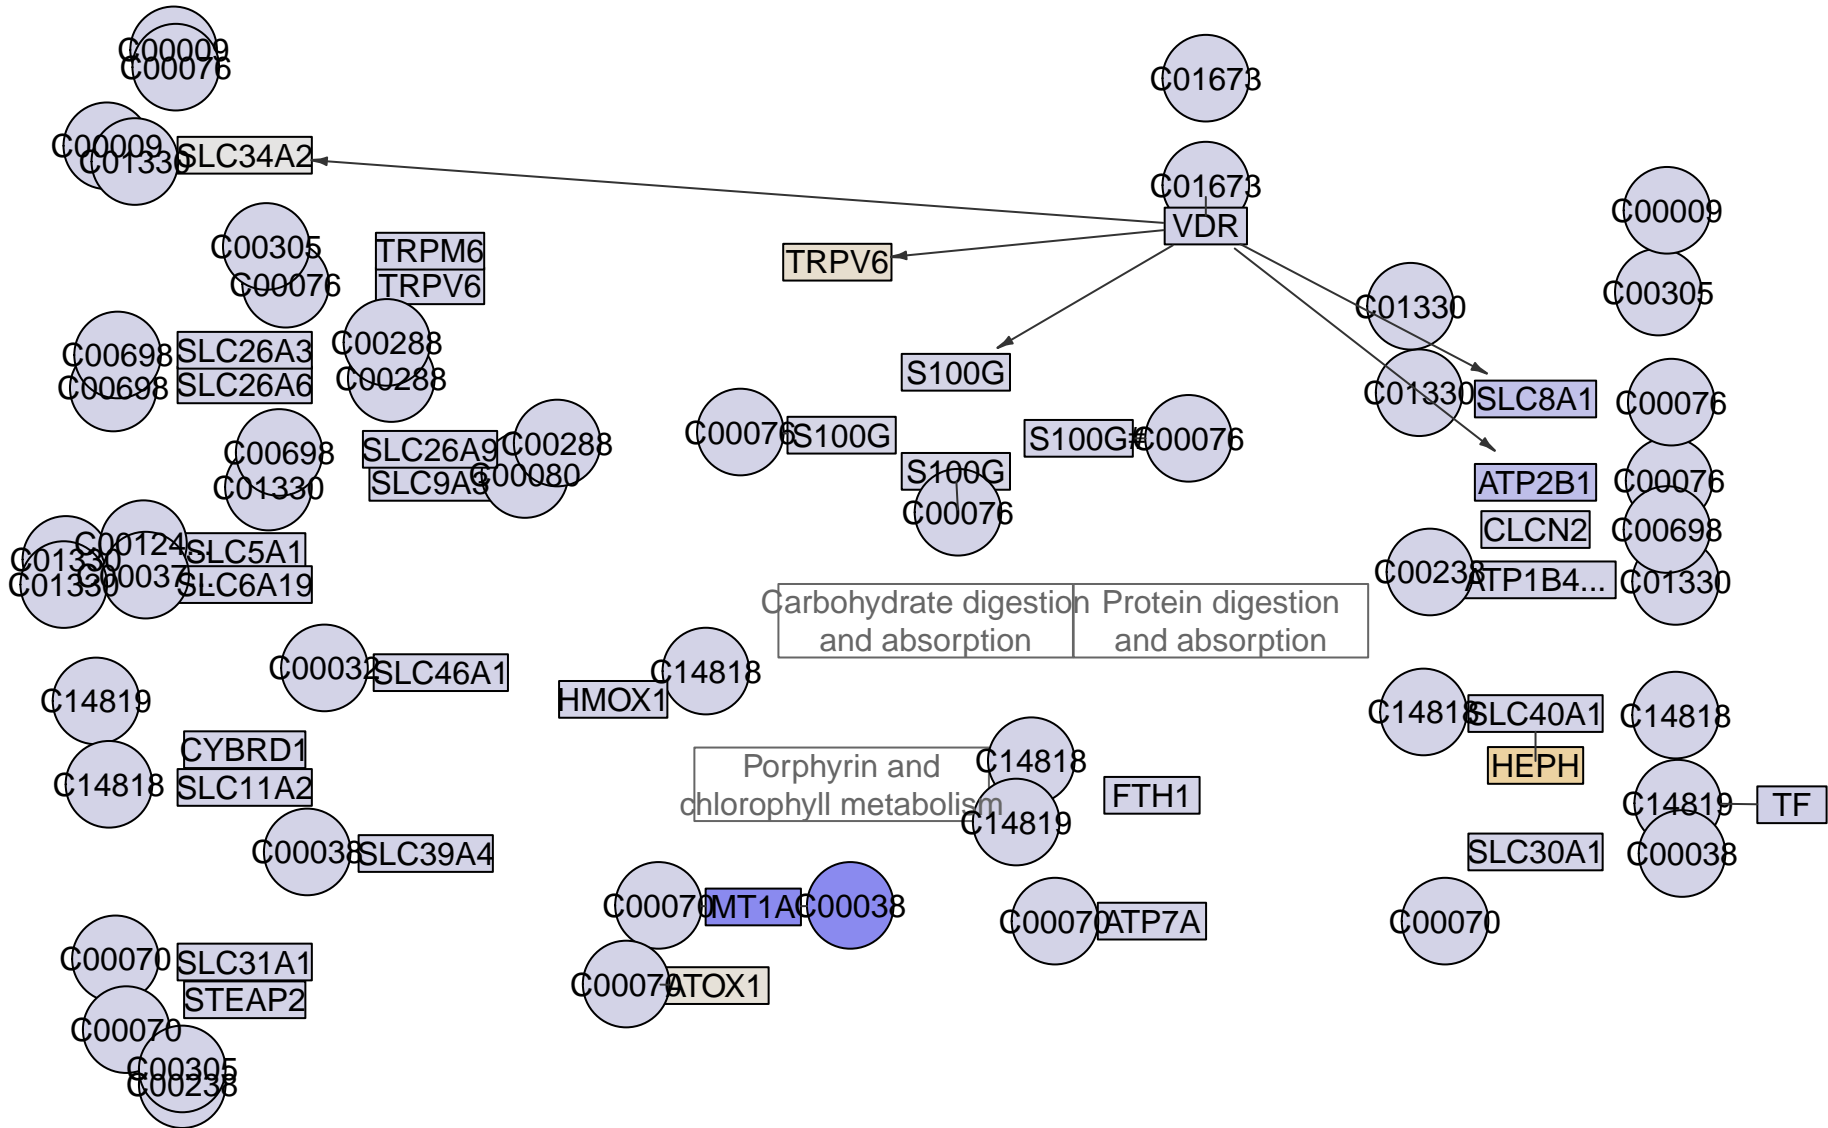 C00009
C00076
C01673
C00009
C01330
SLC34A2
C01673
VDR
C00009
C00305
C00076
TRPM6
TRPV6
TRPV6
C01330
C00305
C00698
C00698
SLC26A3
SLC26A6
C00288
C00288
S100G
C01330
SLC8A1
C00076
C00698
C01330
SLC26A9
SLC9A3
C00288
C00080
C00076
S100G
S100G
C00076
S100G#
C00076
ATP2B1
C00076
CLCN2
C00698
C01330
C01330
C00124...
C00037...
SLC5A1
SLC6A19
C00238
ATP1B4...
C01330
Carbohydrate digestion
and absorption
Protein digestion
and absorption
C00032
SLC46A1
HMOX1
C14818
C14819
C14818
CYBRD1
SLC11A2
C14818
SLC40A1
HEPH
C14818
C14819
TF
Porphyrin and
chlorophyll metabolism
C14818
C14819
FTH1
C00038
SLC39A4
SLC30A1
C00038
C00070
MT1A
C00038
C00070
ATP7A
C00070
C00070
SLC31A1
STEAP2
C00070
ATOX1
C00070
C00305
C00238